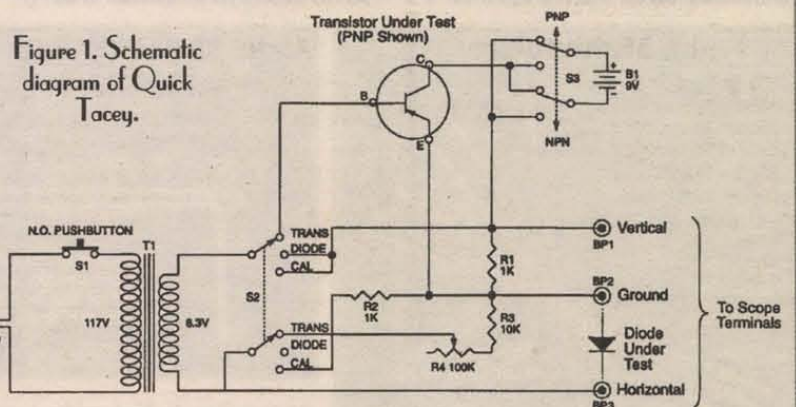 Figure 1. Schematic
diagram of Quick
Tacey.
Transistor Under Test
(PNP Shown)
C
B
E
PNP
S3
+
B1
9V
-
NPN
N.O. PUSHBUTTON
S1
T1
117V
6.3V
S2
TRANS
DIODE
CAL
TRANS
DIODE
CAL
R2
1K
R1
1K
R3
10K
R4 100K
Vertical
BP1
BP2
Ground
Diode
Under
Test
Horizontal
BP3
To Scope
Terminals